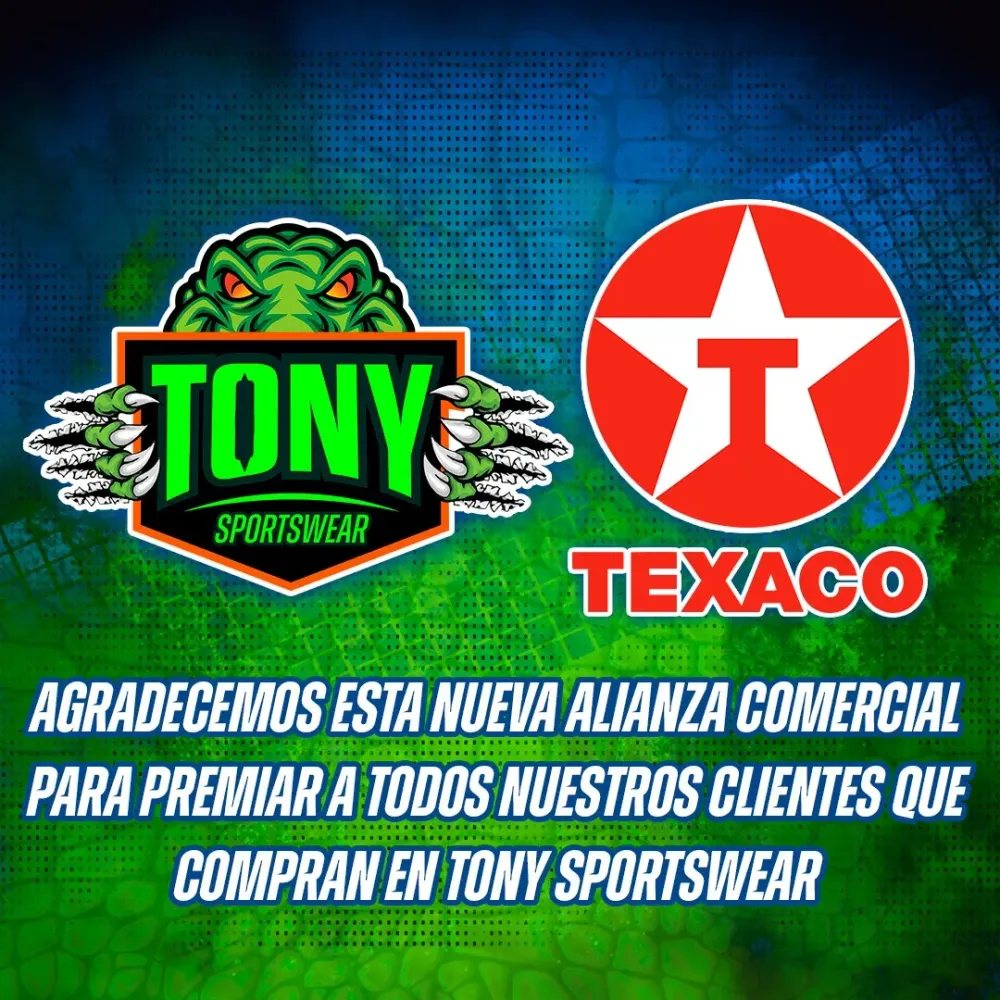 TONY
SPORTSWEAR
T
TEXACO
AGRADECEMOS ESTA NUEVA ALIANZA COMERCIAL
PARA PREMIAR A TODOS NUESTROS CLIENTES QUE
COMPRAN EN TONY SPORTSWEAR